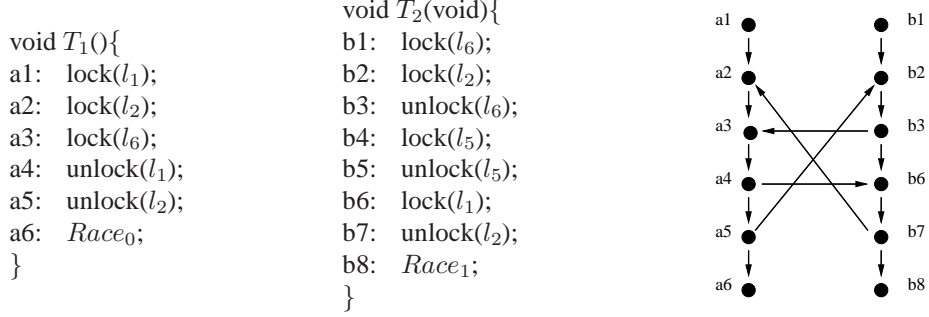 void T₁(){
a1: lock(l₁);
a2: lock(l₂);
a3: lock(l₆);
a4: unlock(l₁);
a5: unlock(l₂);
a6: Race₀;
}
void T₂(void){
b1: lock(l₆);
b2: lock(l₂);
b3: unlock(l₆);
b4: lock(l₅);
b5: unlock(l₅);
b6: lock(l₁);
b7: unlock(l₂);
b8: Race₁;
}
a1 b1
a2 b2
a3 b3
a4 b6
a5 b7
a6 b8